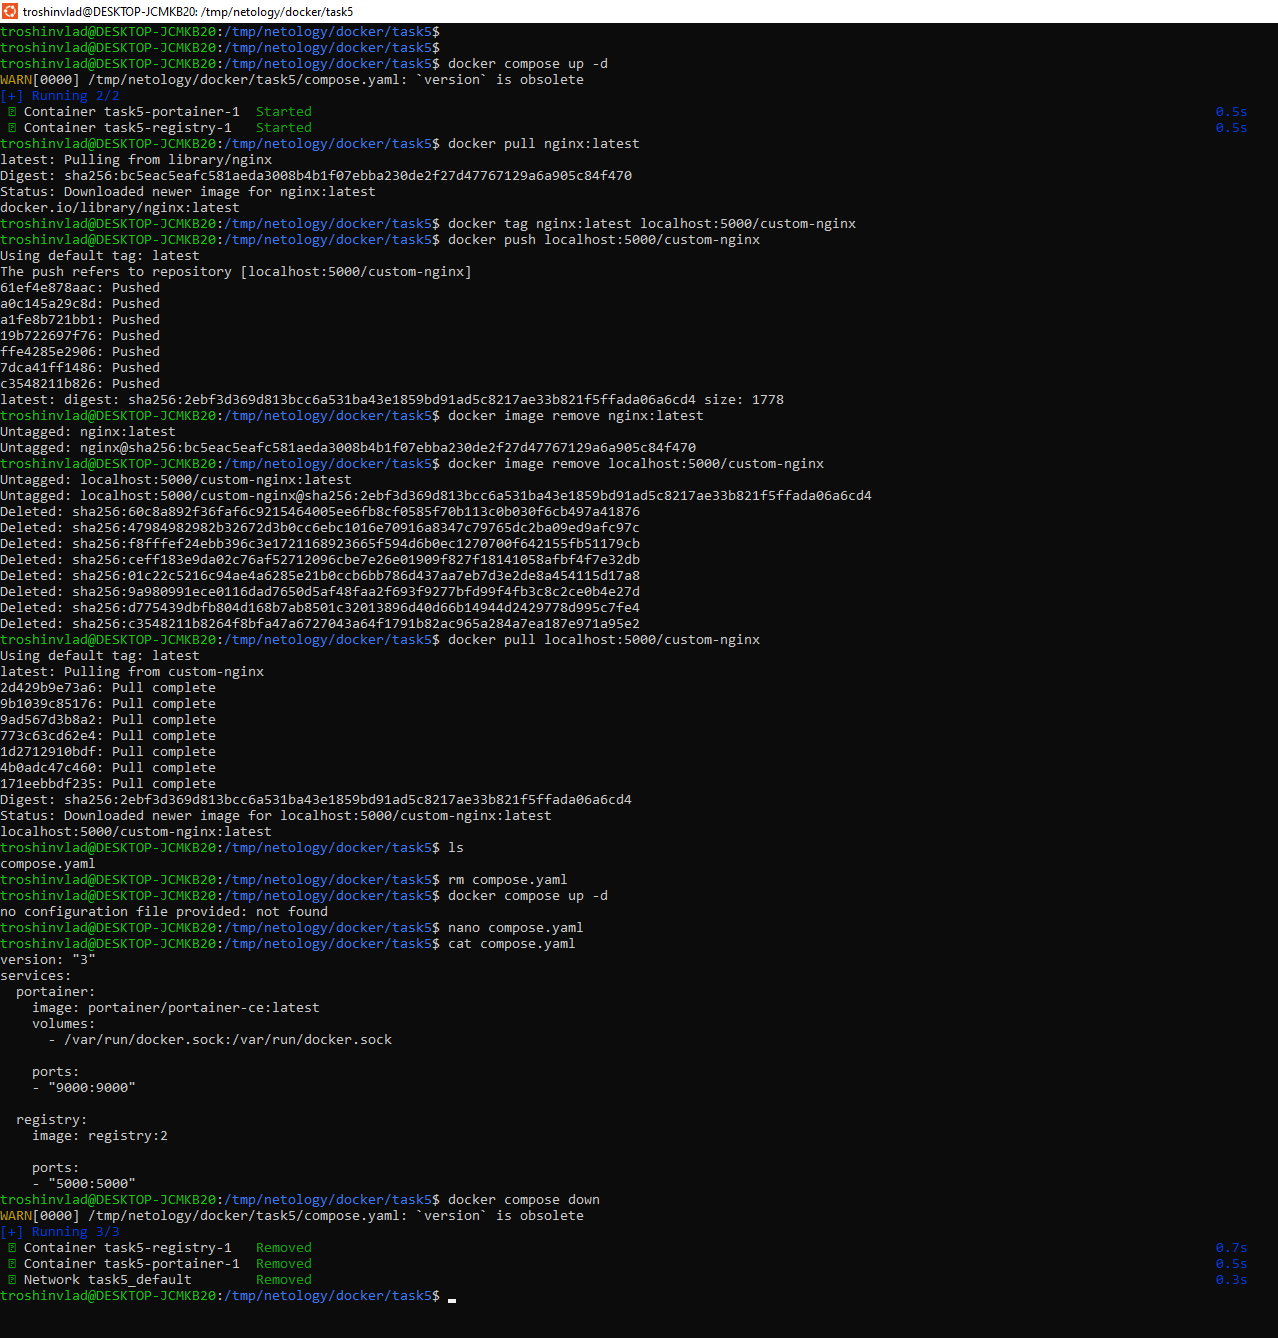 troshinvlad@DESKTOP-JCMKB20: /tmp/netology/docker/task5
troshinvlad@DESKTOP-JCMKB20:/tmp/netology/docker/task5$
troshinvlad@DESKTOP-JCMKB20:/tmp/netology/docker/task5$
troshinvlad@DESKTOP-JCMKB20:/tmp/netology/docker/task5$ docker compose up -d
WARN[0000] /tmp/netology/docker/task5/compose.yaml: `version` is obsolete
[+] Running 2/2
Container task5-portainer-1 Started 0.5s
Container task5-registry-1 Started 0.5s
troshinvlad@DESKTOP-JCMKB20:/tmp/netology/docker/task5$ docker pull nginx:latest
latest: Pulling from library/nginx
Digest: sha256:bc5eac5eafc581aeda3008b4b1f07ebba230de2f27d47767129a6a905c84f470
Status: Downloaded newer image for nginx:latest
docker.io/library/nginx:latest
troshinvlad@DESKTOP-JCMKB20:/tmp/netology/docker/task5$ docker tag nginx:latest localhost:5000/custom-nginx
troshinvlad@DESKTOP-JCMKB20:/tmp/netology/docker/task5$ docker push localhost:5000/custom-nginx
Using default tag: latest
The push refers to repository [localhost:5000/custom-nginx]
61ef4e878aac: Pushed
a0c145a29c8d: Pushed
a1fe8b721bb1: Pushed
19b722697f76: Pushed
ffe4285e2906: Pushed
7dca41ff1486: Pushed
c3548211b826: Pushed
latest: digest: sha256:2ebf3d369d813bcc6a531ba43e1859bd91ad5c8217ae33b821f5ffada06a6cd4 size: 1778
troshinvlad@DESKTOP-JCMKB20:/tmp/netology/docker/task5$ docker image remove nginx:latest
Untagged: nginx:latest
Untagged: nginx@sha256:bc5eac5eafc581aeda3008b4b1f07ebba230de2f27d47767129a6a905c84f470
troshinvlad@DESKTOP-JCMKB20:/tmp/netology/docker/task5$ docker image remove localhost:5000/custom-nginx
Untagged: localhost:5000/custom-nginx:latest
Untagged: localhost:5000/custom-nginx@sha256:2ebf3d369d813bcc6a531ba43e1859bd91ad5c8217ae33b821f5ffada06a6cd4
Deleted: sha256:60c8a892f36faf6c9215464005ee6fb8cf0585f70b113c0b030f6cb497a41876
Deleted: sha256:47984982982b32672d3b0cc6ebc1016e70916a8347c79765dc2ba09ed9afc97c
Deleted: sha256:f8fffef24ebb396c3e1721168923665f594d6b0ec1270700f642155fb51179cb
Deleted: sha256:ceff183e9da02c76af52712096cbe7e26e01909f827f18141058afbf4f7e32db
Deleted: sha256:01c22c5216c94ae4a6285e21b0ccb6bb786d437aa7eb7d3e2de8a454115d17a8
Deleted: sha256:9a980991ece0116dad7650d5af48faa2f693f9277bfd99f4fb3c8c2ce0b4e27d
Deleted: sha256:d775439dbfb804d168b7ab8501c32013896d40d66b14944d2429778d995c7fe4
Deleted: sha256:c3548211b8264f8bfa47a6727043a64f1791b82ac965a284a7ea187e971a95e2
troshinvlad@DESKTOP-JCMKB20:/tmp/netology/docker/task5$ docker pull localhost:5000/custom-nginx
Using default tag: latest
latest: Pulling from custom-nginx
2d429b9e73a6: Pull complete
9b1039c85176: Pull complete
9ad567d3b8a2: Pull complete
773c63cd62e4: Pull complete
1d2712910bdf: Pull complete
4b0adc47c460: Pull complete
171eebbdf235: Pull complete
Digest: sha256:2ebf3d369d813bcc6a531ba43e1859bd91ad5c8217ae33b821f5ffada06a6cd4
Status: Downloaded newer image for localhost:5000/custom-nginx:latest
localhost:5000/custom-nginx:latest
troshinvlad@DESKTOP-JCMKB20:/tmp/netology/docker/task5$ ls
compose.yaml
troshinvlad@DESKTOP-JCMKB20:/tmp/netology/docker/task5$ rm compose.yaml
troshinvlad@DESKTOP-JCMKB20:/tmp/netology/docker/task5$ docker compose up -d
no configuration file provided: not found
troshinvlad@DESKTOP-JCMKB20:/tmp/netology/docker/task5$ nano compose.yaml
troshinvlad@DESKTOP-JCMKB20:/tmp/netology/docker/task5$ cat compose.yaml
version: "3"
services:
  portainer:
    image: portainer/portainer-ce:latest
    volumes:
      - /var/run/docker.sock:/var/run/docker.sock
    ports:
    - "9000:9000"
  registry:
    image: registry:2
    ports:
    - "5000:5000"
troshinvlad@DESKTOP-JCMKB20:/tmp/netology/docker/task5$ docker compose down
WARN[0000] /tmp/netology/docker/task5/compose.yaml: `version` is obsolete
[+] Running 3/3
Container task5-registry-1 Removed 0.7s
Container task5-portainer-1 Removed 0.5s
Network task5_default Removed 0.3s
troshinvlad@DESKTOP-JCMKB20:/tmp/netology/docker/task5$